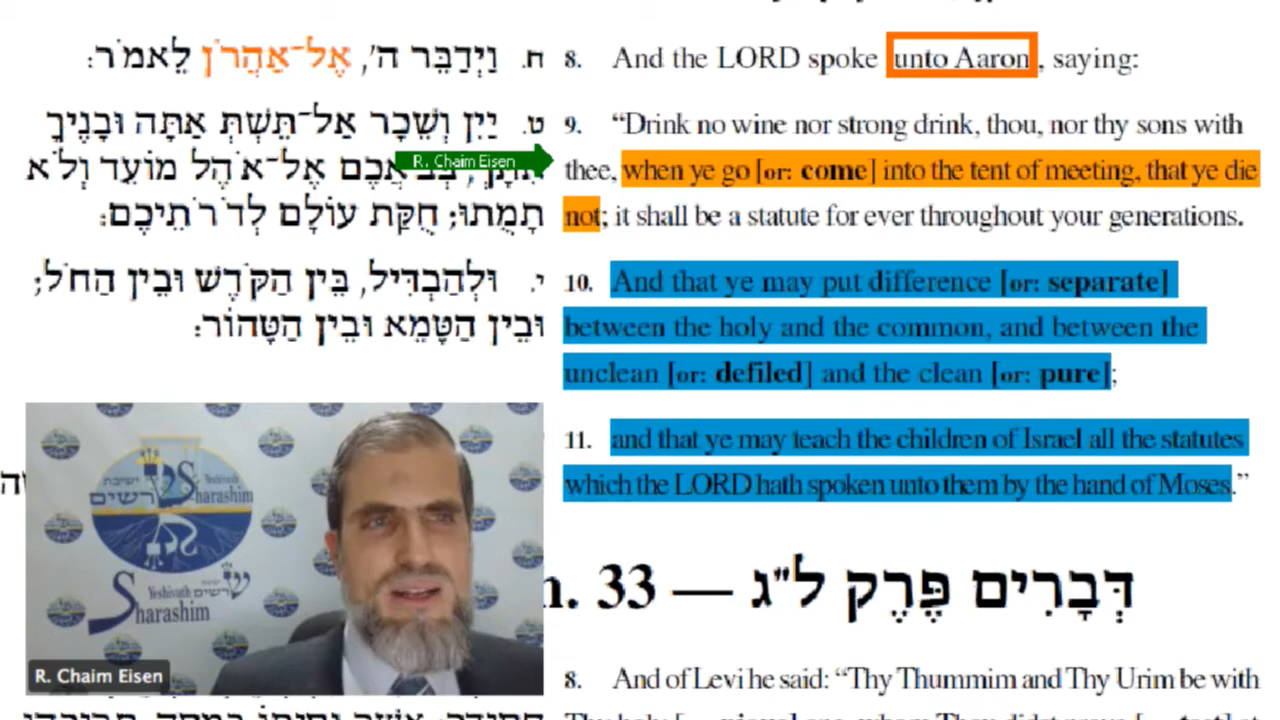 ח. וַיְדַבֵּר ה', אֶל־אַהֲרֹן לֵאמֹר:
8. And the LORD spoke unto Aaron, saying:
ט. יַיִן וְשֵׁכָר אַל־תֵּשְׁתְּ אַתָּה וּבָנֶיךָ
אֶל־אֹהֶל מוֹעֵד וְלֹא
תָמֻתוּ; חֻקַּת עוֹלָם לְדֹרֹתֵיכֶם:
9. “Drink no wine nor strong drink, thou, nor thy sons with
R. Chaim Eisen
thee, when ye go [or: come] into the tent of meeting, that ye die
not; it shall be a statute for ever throughout your generations.
י. וּלְהַבְדִּיל, בֵּין הַקֹּדֶשׁ וּבֵין הַחֹל;
וּבֵין הַטָּמֵא וּבֵין הַטָּהוֹר:
10. And that ye may put difference [or: separate]
between the holy and the common, and between the
unclean [or: defiled] and the clean [or: pure];
11. and that ye may teach the children of Israel all the statutes
which the LORD hath spoken unto them by the hand of Moses.”
33 — דְּבָרִים פֶּרֶק ל"ג
8. And of Levi he said: “Thy Thummim and Thy Urim be with
ישיבת
שרשים
Sharashim
Yeshivath
ישיבת
שרשים
Sharashim
R. Chaim Eisen